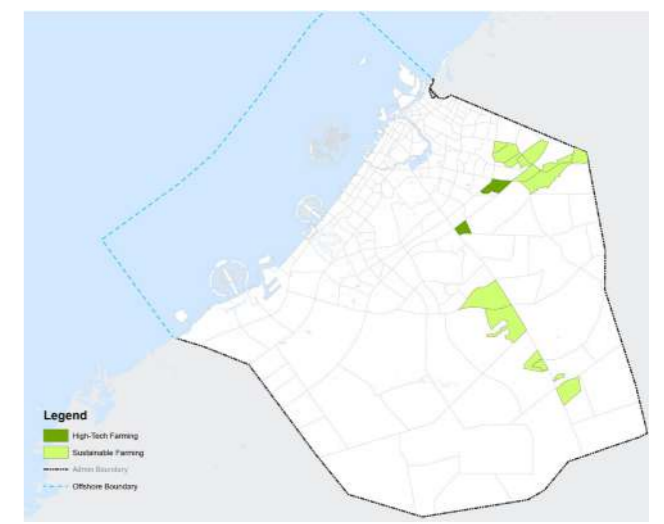 Legend
High-Tech Farming
Sustainable Farming
Admin Boundary
Offshore Boundary